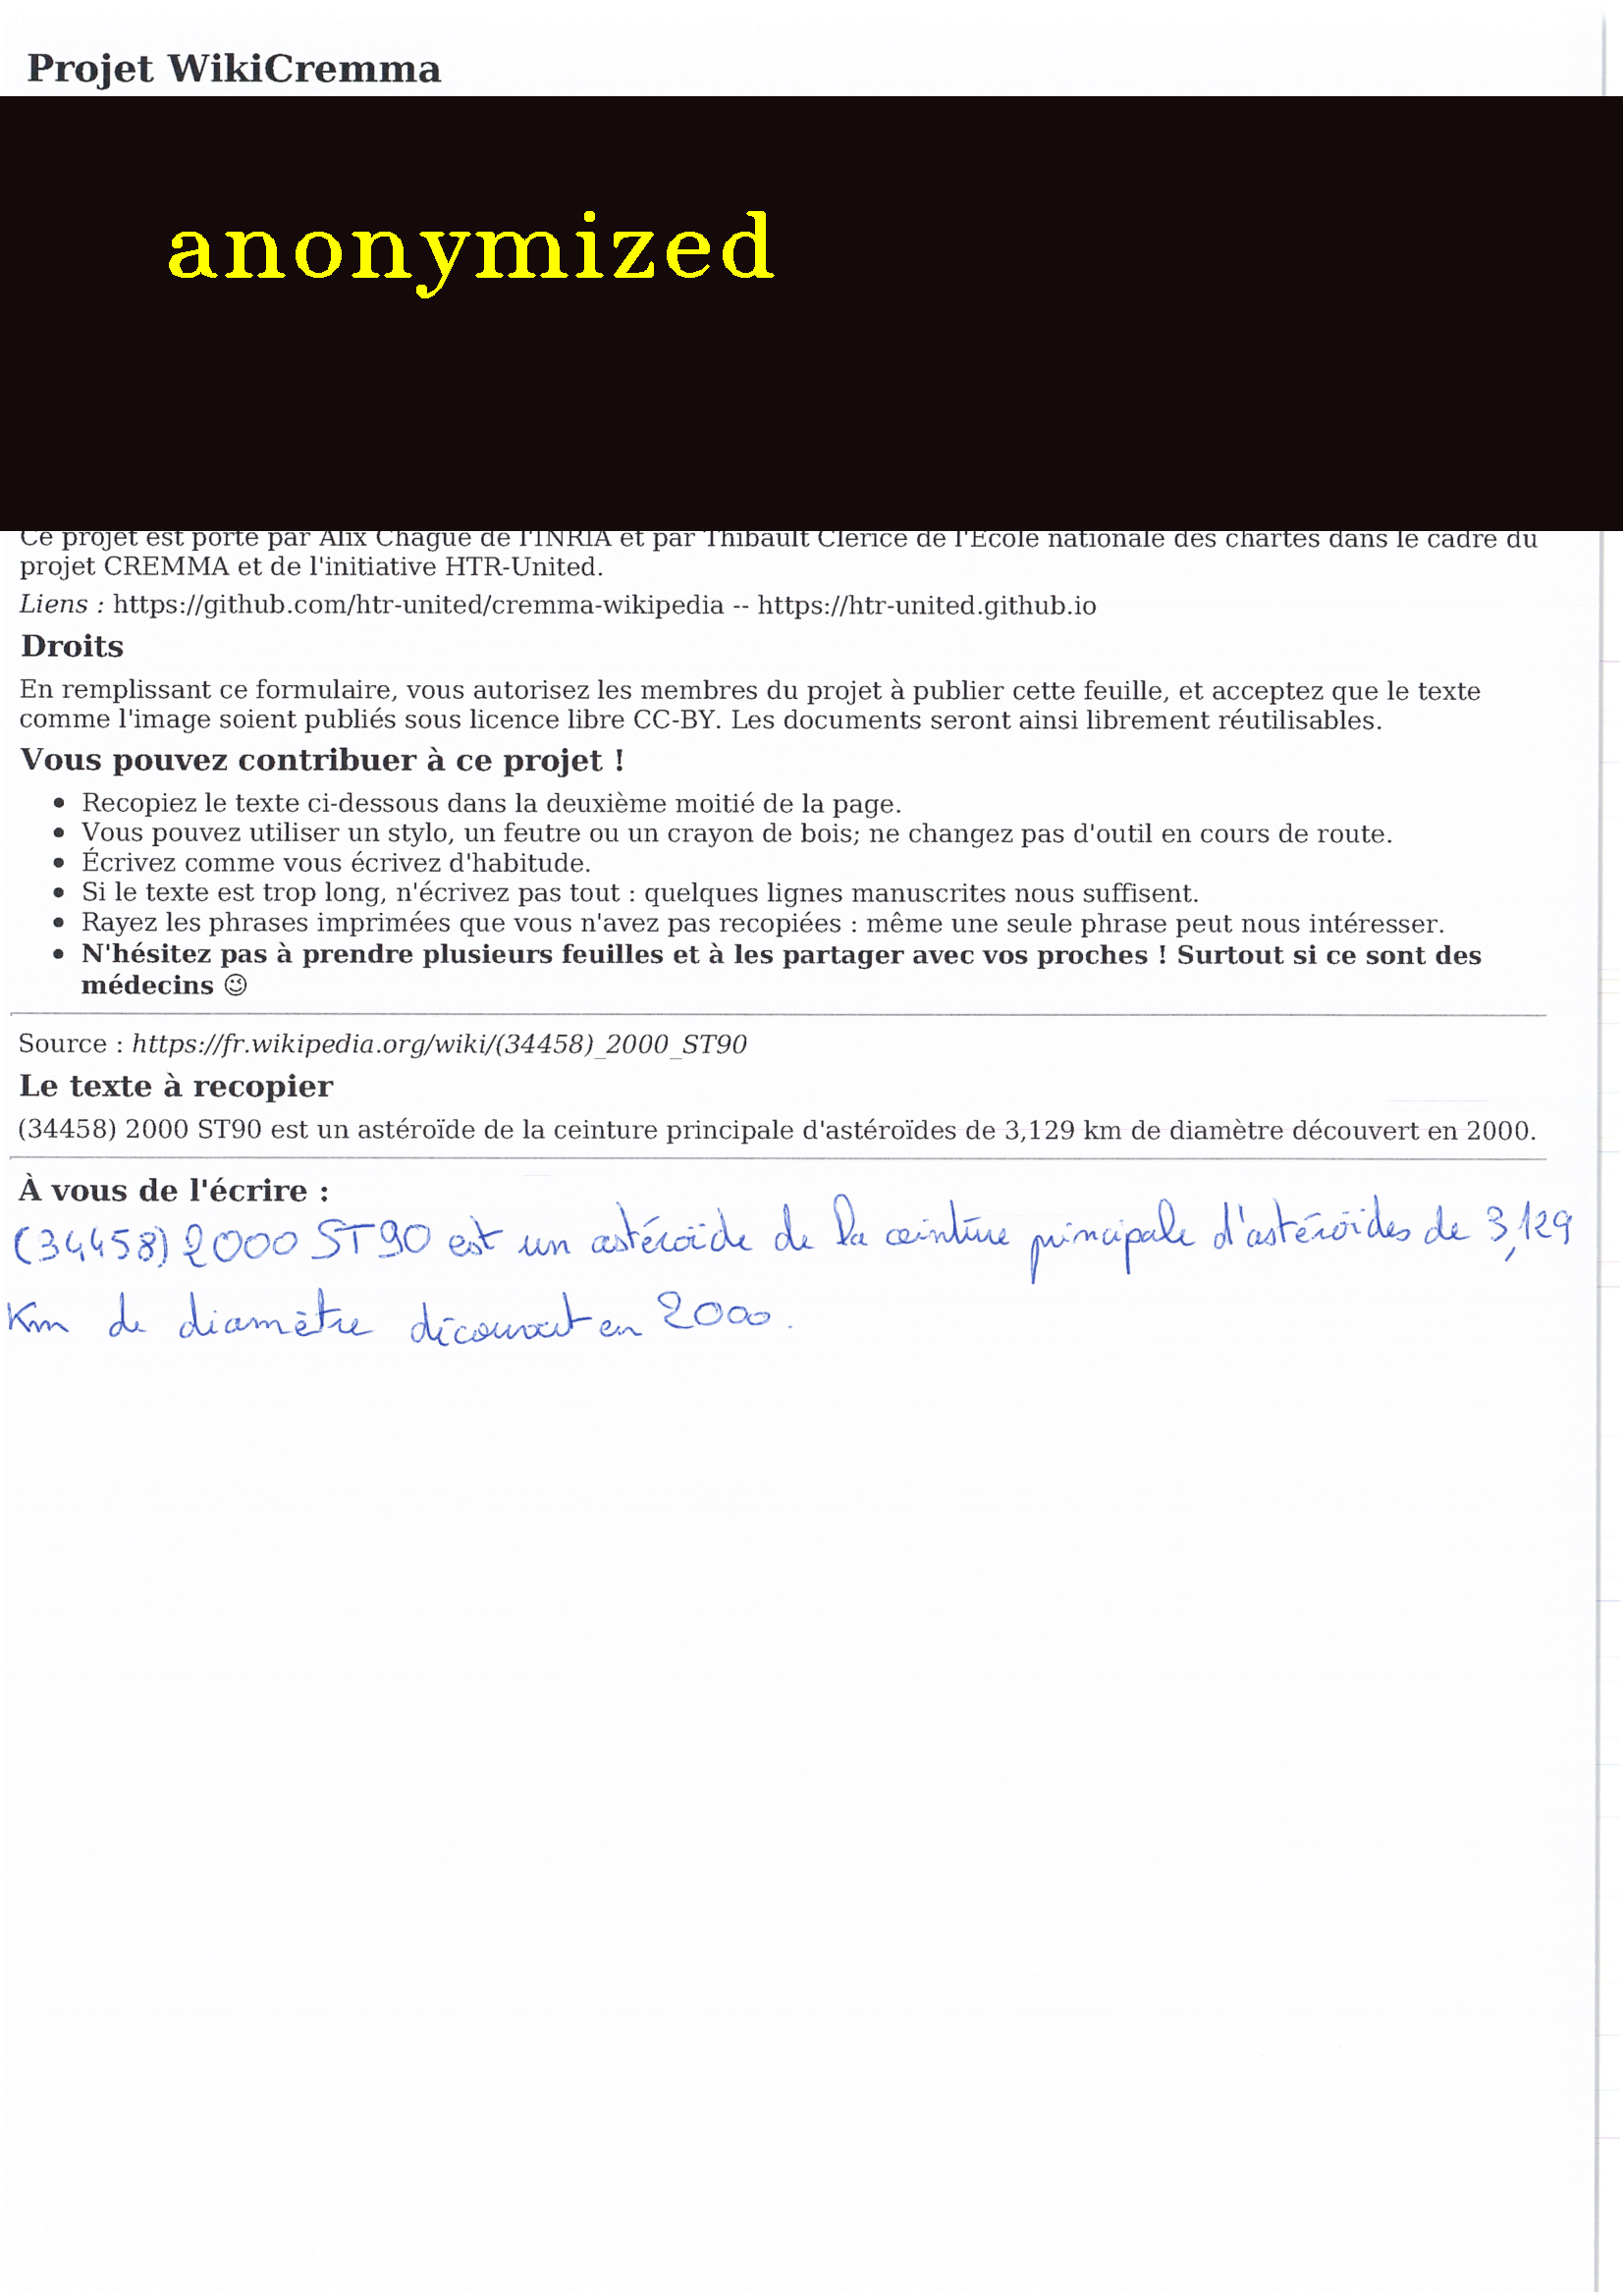 Projet WikiCremma
anonymized
Ce projet est porté par Alix Chagué de l'INRIA et par Thibault Clérice de l'École nationale des chartes dans le cadre du
projet CREMMA et de l'initiative HTR-United.
Liens : https://github.com/htr-united/cremma-wikipedia -- https://htr-united.github.io
Droits
En remplissant ce formulaire, vous autorisez les membres du projet à publier cette feuille, et acceptez que le texte
comme l'image soient publiés sous licence libre CC-BY. Les documents seront ainsi librement réutilisables.
Vous pouvez contribuer à ce projet !
• Recopiez le texte ci-dessous dans la deuxième moitié de la page.
• Vous pouvez utiliser un stylo, un feutre ou un crayon de bois; ne changez pas d'outil en cours de route.
• Écrivez comme vous écrivez d'habitude.
• Si le texte est trop long, n'écrivez pas tout : quelques lignes manuscrites nous suffisent.
• Rayez les phrases imprimées que vous n'avez pas recopiées : même une seule phrase peut nous intéresser.
• N'hésitez pas à prendre plusieurs feuilles et à les partager avec vos proches ! Surtout si ce sont des
médecins ☺
Source : https://fr.wikipedia.org/wiki/(34458)_2000_ST90
Le texte à recopier
(34458) 2000 ST90 est un astéroïde de la ceinture principale d'astéroïdes de 3,129 km de diamètre découvert en 2000.
À vous de l'écrire :
(34458) 2000 ST90 est un astéroïde de la ceinture principale d'astéroïdes de 3,129
Km de diamètre découvert en 2000.